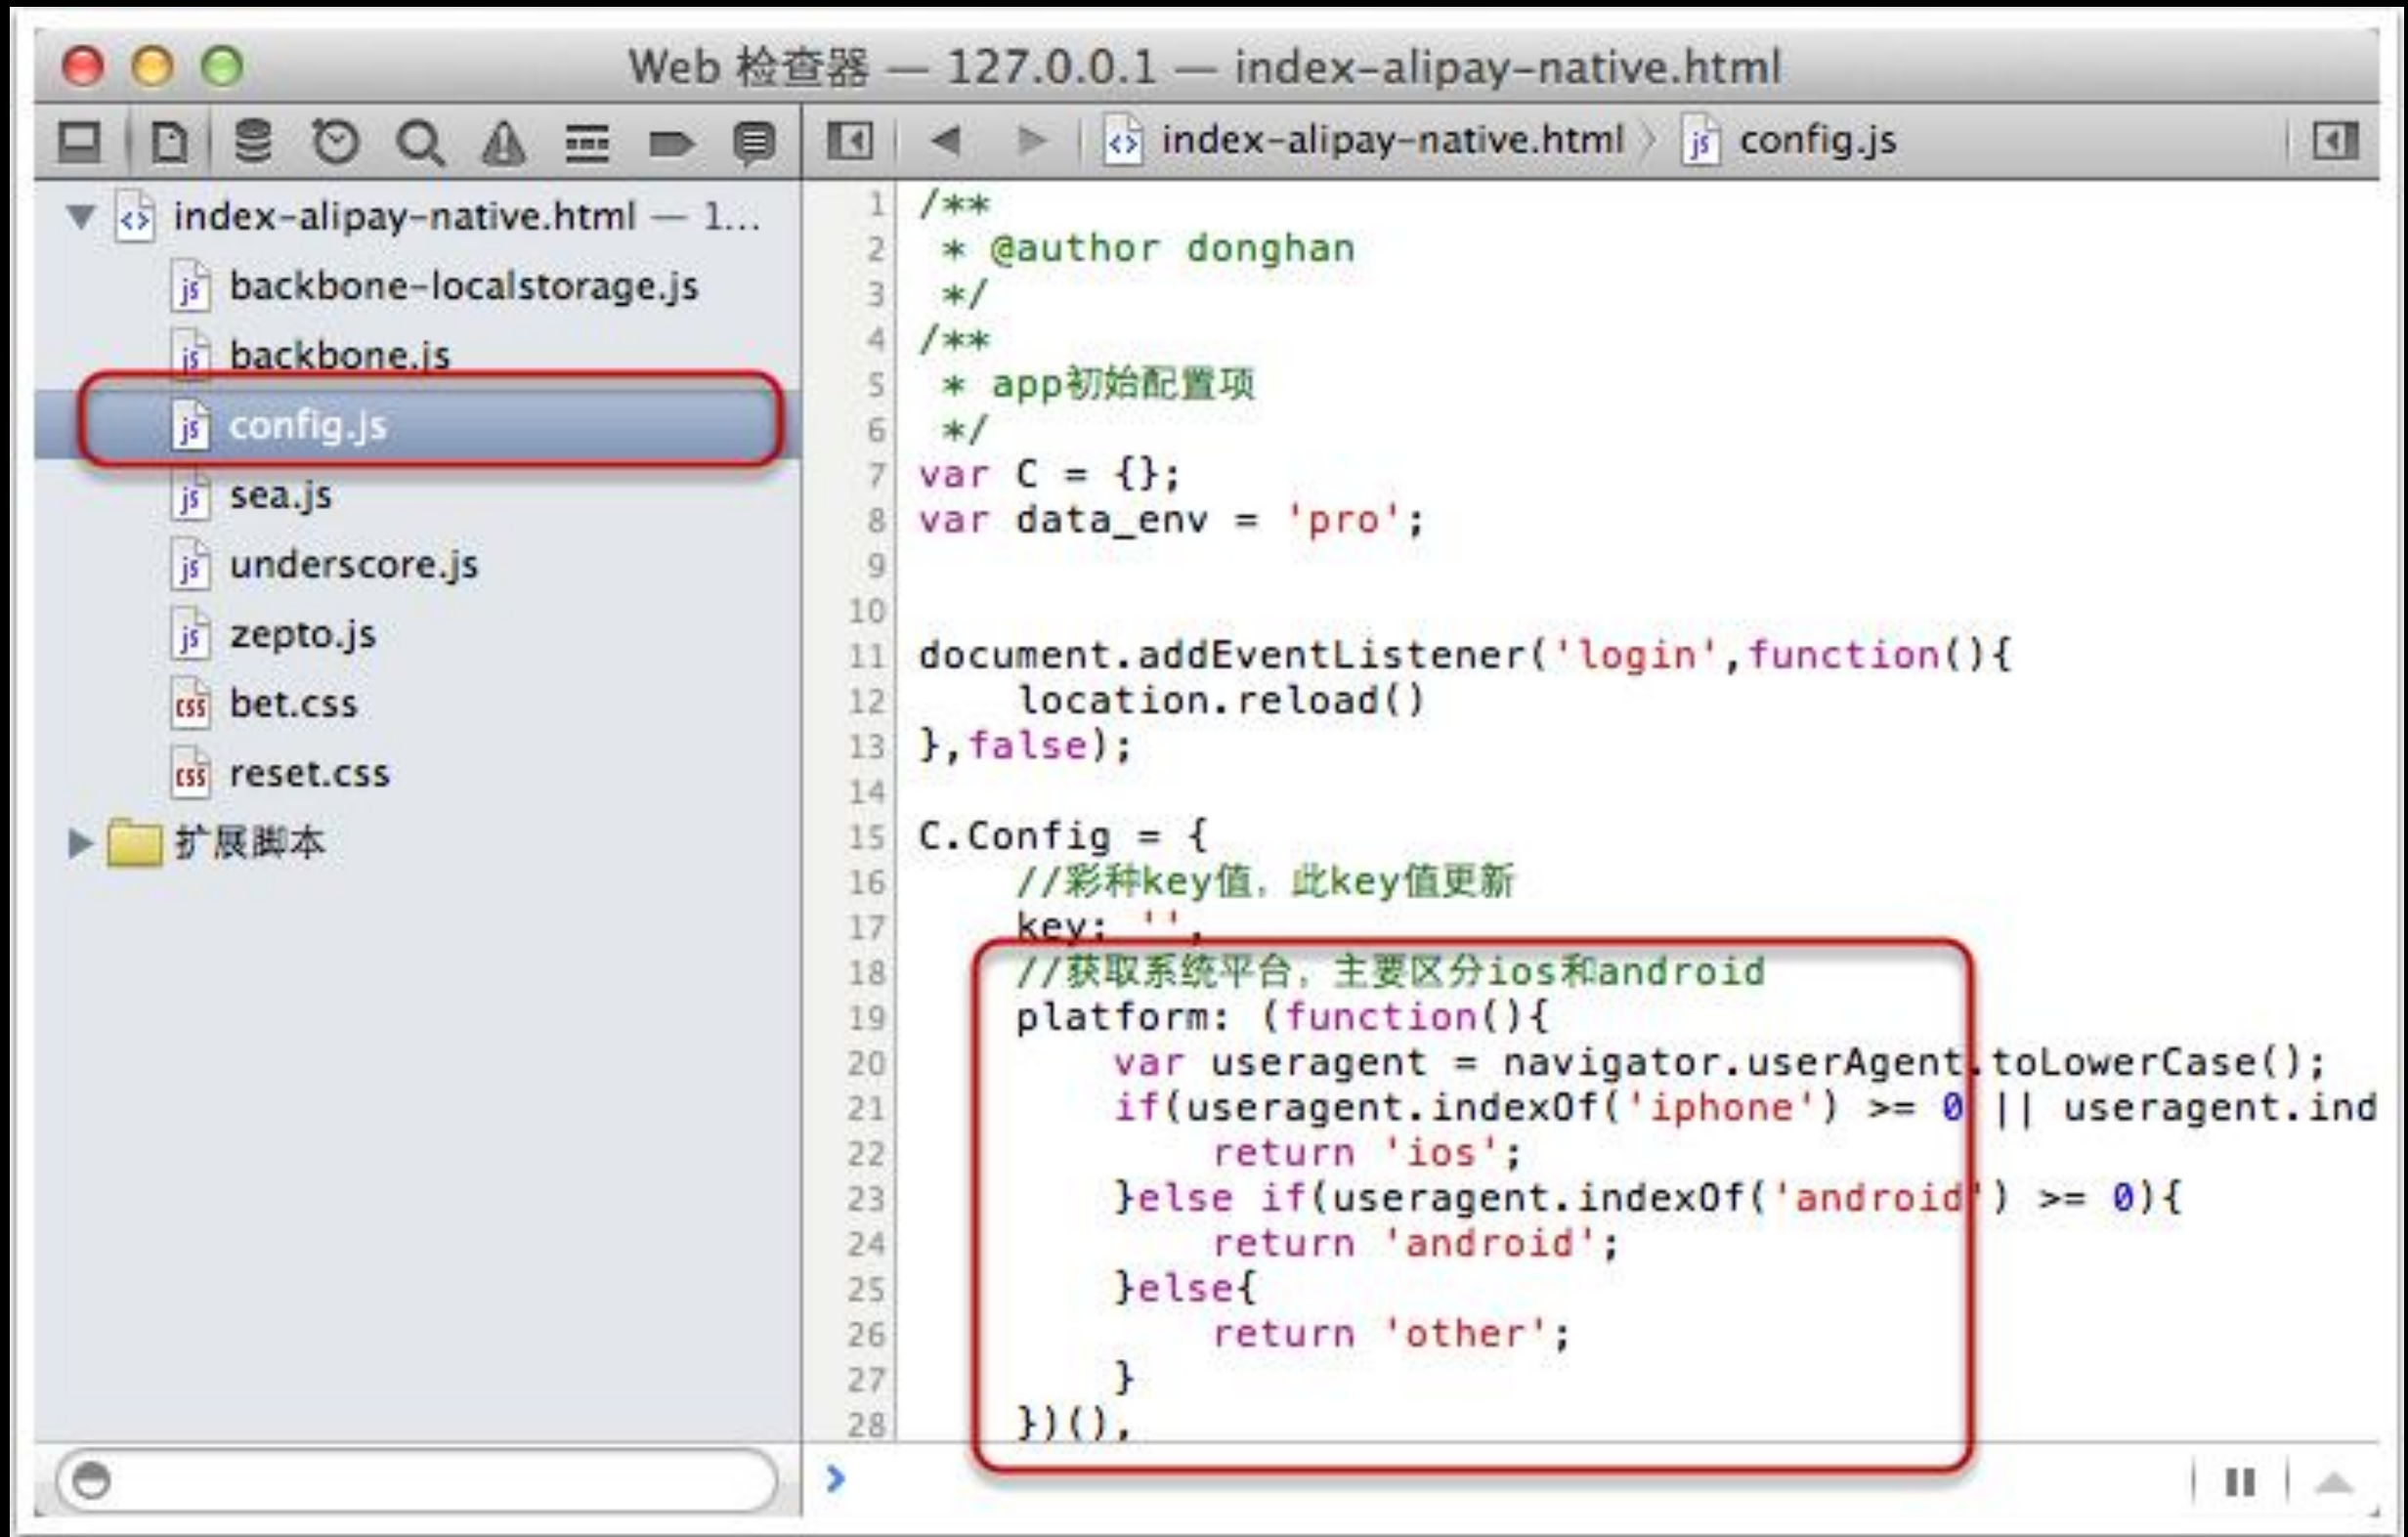 Web 检查器 — 127.0.0.1 — index-alipay-native.html
index-alipay-native.html 〉 config.js
index-alipay-native.html — 1...
backbone-localstorage.js
backbone.js
config.js
sea.js
underscore.js
zepto.js
bet.css
reset.css
扩展脚本
1 /**
2  * @author donghan
3  */
4 /**
5  * app初始配置项
6  */
7 var C = {};
8 var data_env = 'pro';
9
10
11 document.addEventListener('login',function(){
12     location.reload()
13 },false);
14
15 C.Config = {
16     //彩种key值，此key值更新
17     key: '',
18     //获取系统平台，主要区分ios和android
19     platform: (function(){
20         var useragent = navigator.userAgent.toLowerCase();
21         if(useragent.indexOf('iphone') >= 0 || useragent.ind
22             return 'ios';
23         }else if(useragent.indexOf('android') >= 0){
24             return 'android';
25         }else{
26             return 'other';
27         }
28     })(),